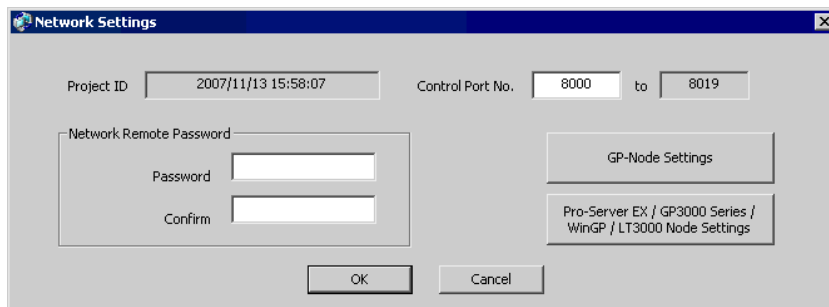 Network Settings
Project ID 2007/11/13 15:58:07 Control Port No. 8000 to 8019
Network Remote Password
Password
Confirm
GP-Node Settings
Pro-Server EX / GP3000 Series /
WinGP / LT3000 Node Settings
OK Cancel